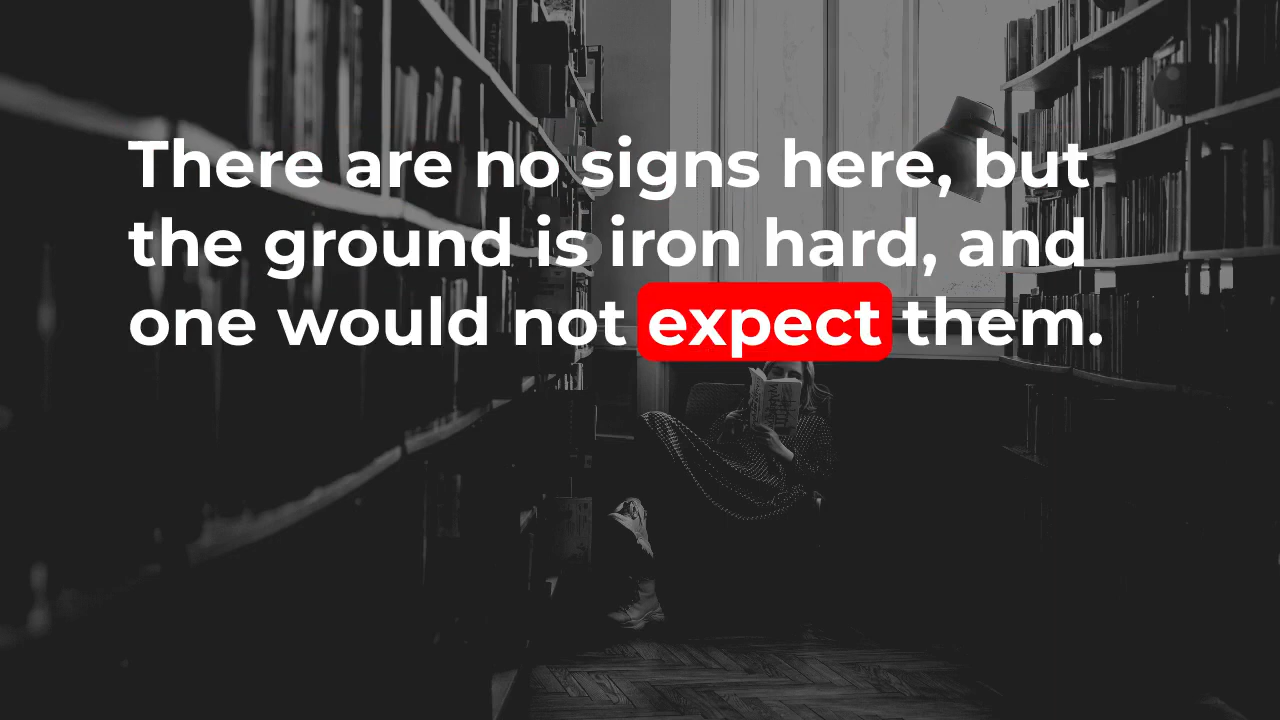 There are no signs here, but
the ground is iron hard, and
one would not expect them.